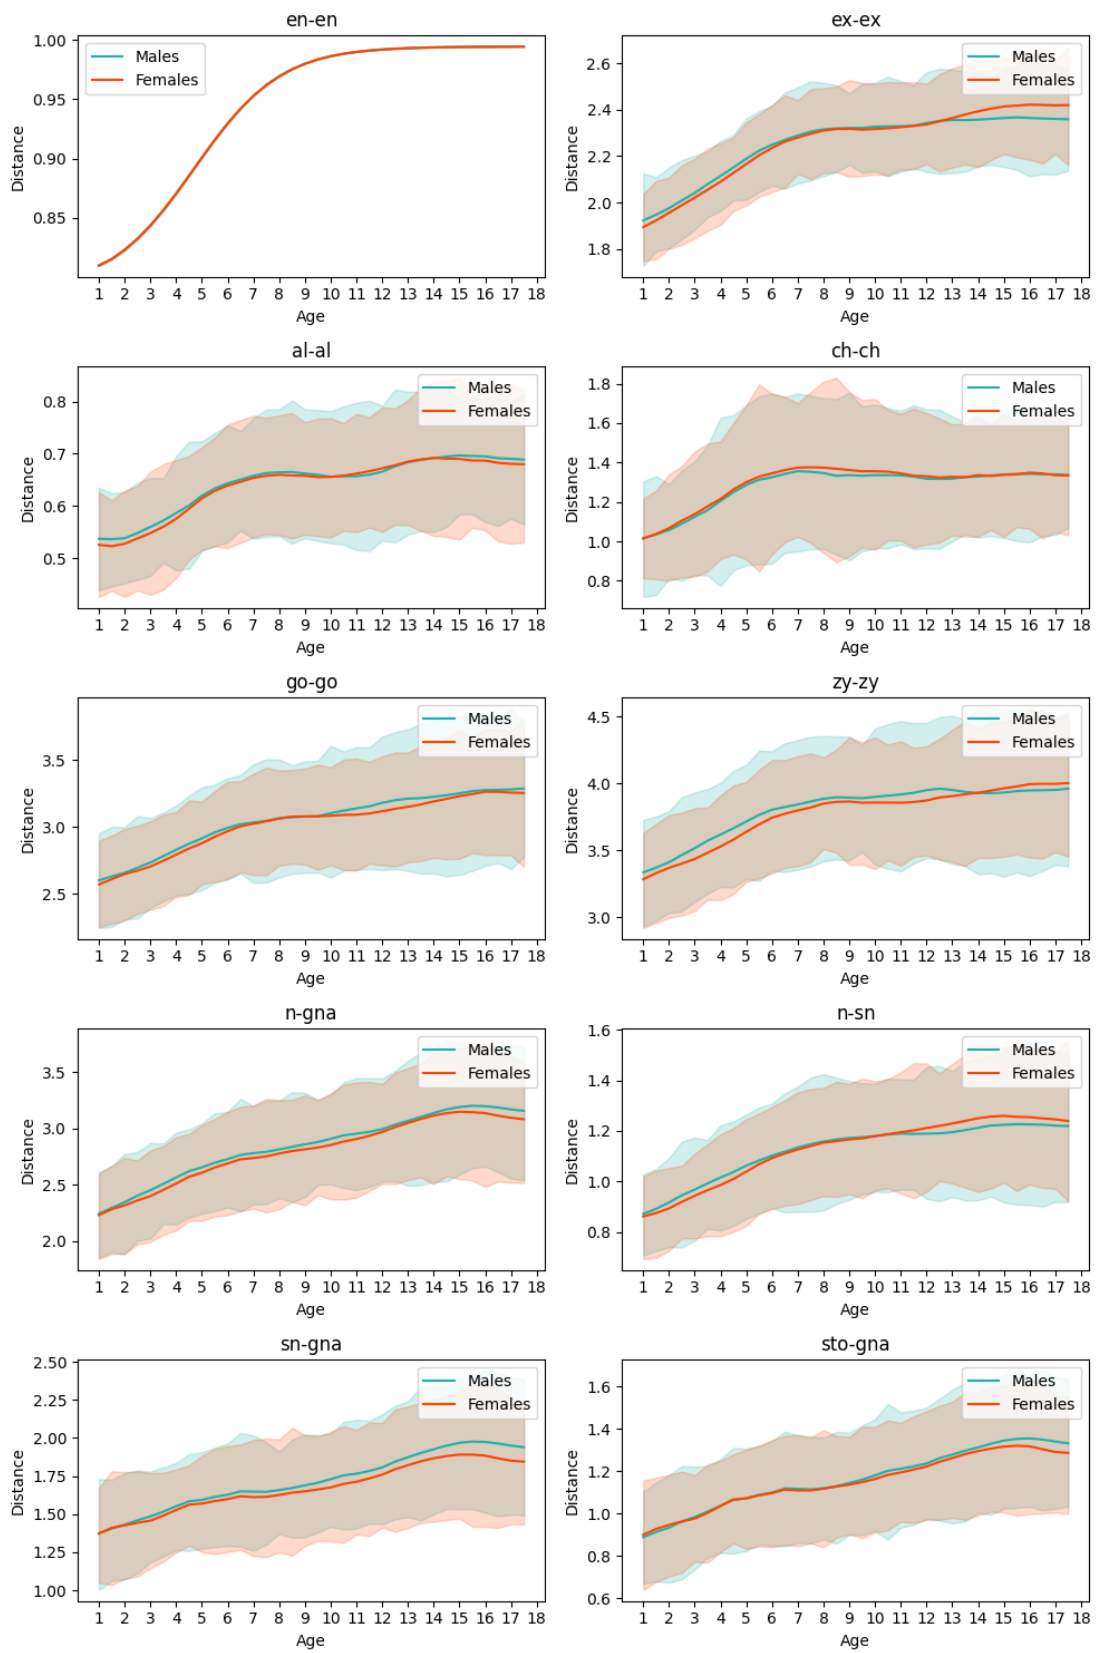 en-en
1.00
0.95
0.90
0.85
Distance
Males
Females
1 2 3 4 5 6 7 8 9 10 11 12 13 14 15 16 17 18
Age
ex-ex
2.6
2.4
2.2
2.0
1.8
Distance
Males
Females
1 2 3 4 5 6 7 8 9 10 11 12 13 14 15 16 17 18
Age
al-al
0.8
0.7
0.6
0.5
Distance
Males
Females
1 2 3 4 5 6 7 8 9 10 11 12 13 14 15 16 17 18
Age
ch-ch
1.8
1.6
1.4
1.2
1.0
0.8
Distance
Males
Females
1 2 3 4 5 6 7 8 9 10 11 12 13 14 15 16 17 18
Age
go-go
3.5
3.0
2.5
Distance
Males
Females
1 2 3 4 5 6 7 8 9 10 11 12 13 14 15 16 17 18
Age
zy-zy
4.5
4.0
3.5
3.0
Distance
Males
Females
1 2 3 4 5 6 7 8 9 10 11 12 13 14 15 16 17 18
Age
n-gna
3.5
3.0
2.5
2.0
Distance
Males
Females
1 2 3 4 5 6 7 8 9 10 11 12 13 14 15 16 17 18
Age
n-sn
1.6
1.4
1.2
1.0
0.8
Distance
Males
Females
1 2 3 4 5 6 7 8 9 10 11 12 13 14 15 16 17 18
Age
sn-gna
2.50
2.25
2.00
1.75
1.50
1.25
1.00
Distance
Males
Females
1 2 3 4 5 6 7 8 9 10 11 12 13 14 15 16 17 18
Age
sto-gna
1.6
1.4
1.2
1.0
0.8
0.6
Distance
Males
Females
1 2 3 4 5 6 7 8 9 10 11 12 13 14 15 16 17 18
Age